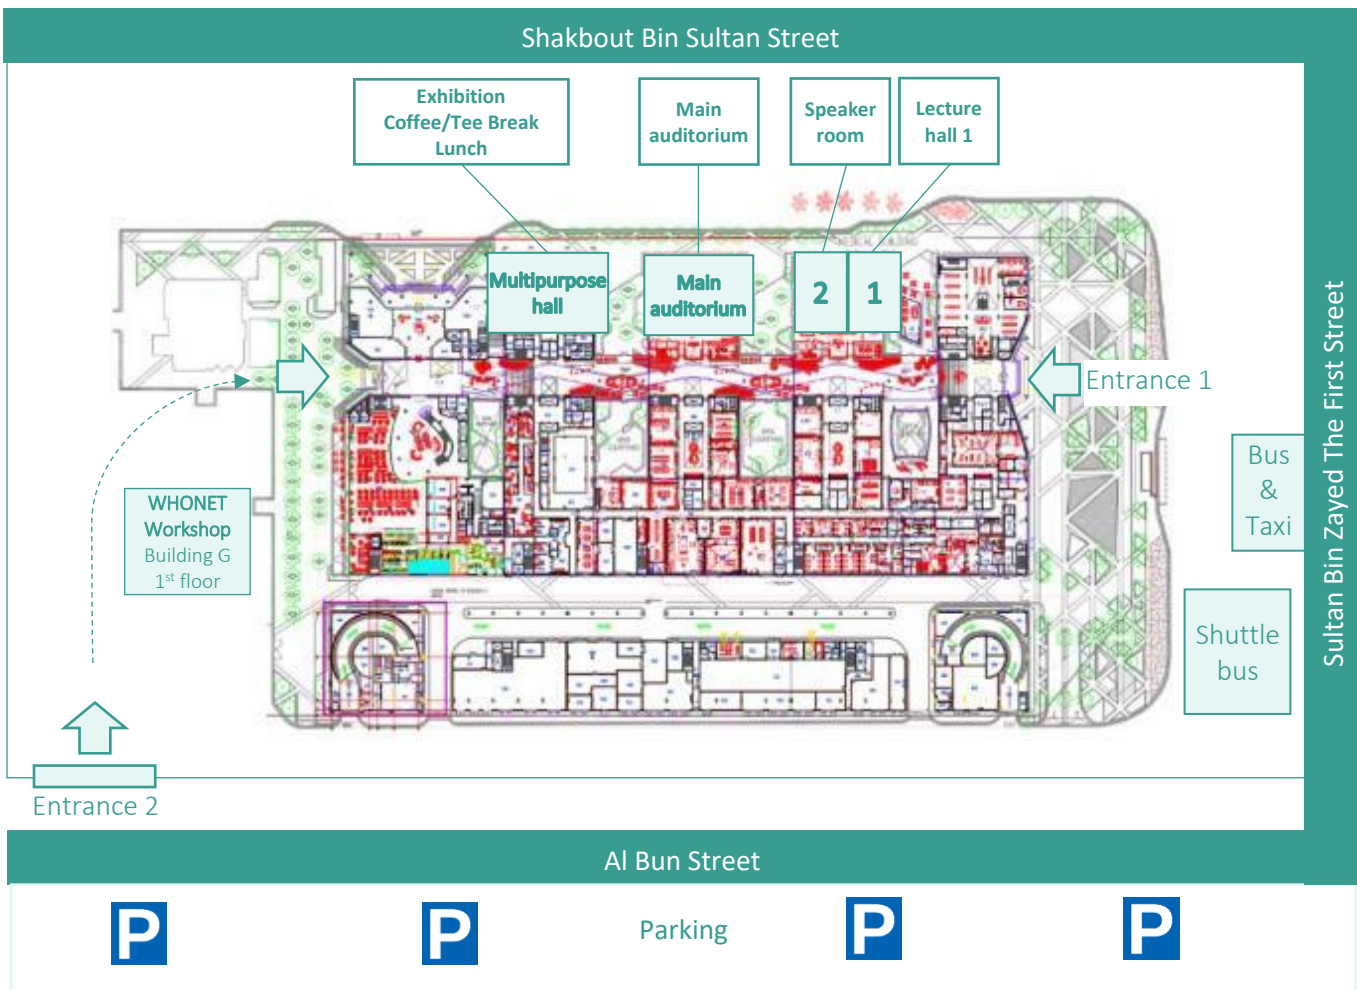 Shakbout Bin Sultan Street
Exhibition
Coffee/Tee Break
Lunch
Main
auditorium
Speaker
room
Lecture
hall 1
Multipurpose
hall
Main
auditorium
2
1
Entrance 1
Sultan Bin Zayed The First Street
Bus
&
Taxi
WHONET
Workshop
Building G
1st floor
Shuttle
bus
Entrance 2
Al Bun Street
P
P
Parking
P
P